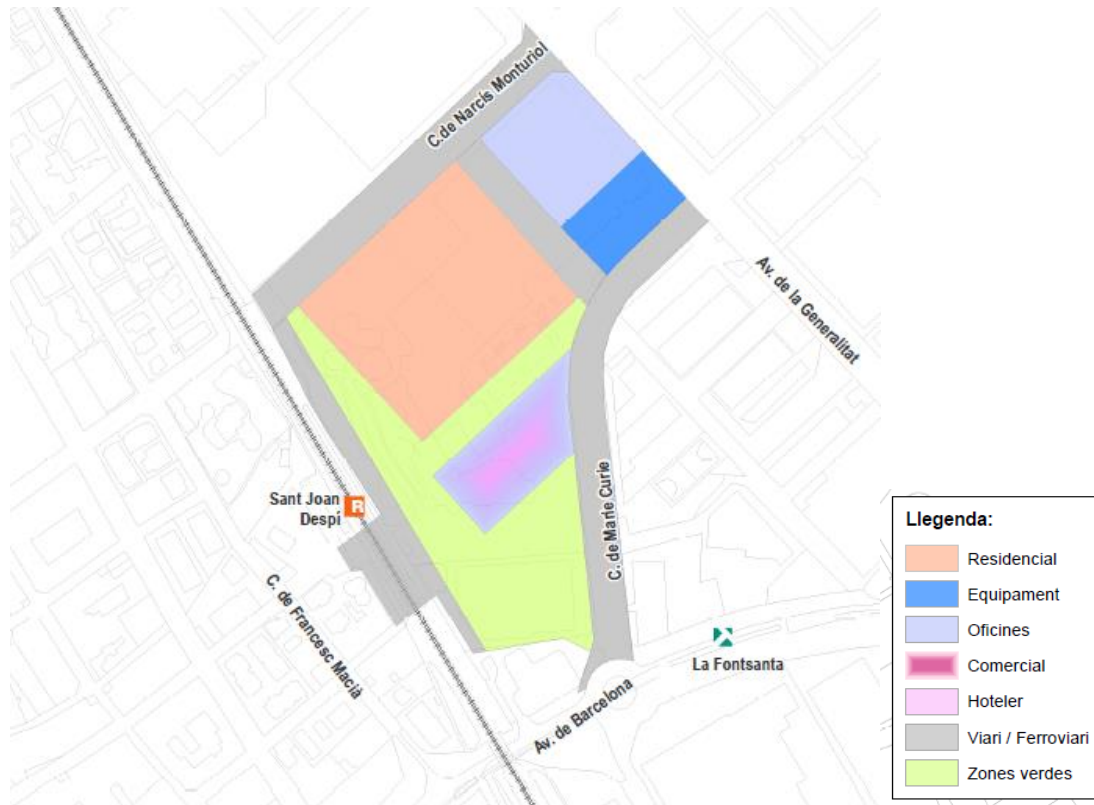 C.de Narcís Monturiol
Av. de la Generalitat
Sant Joan
Despí
R
C. de Marie Curie
C. de Francesc Macià
La Fontsanta
Av. de Barcelona
Llegenda:
Residencial
Equipament
Oficines
Comercial
Hoteler
Viari / Ferroviari
Zones verdes